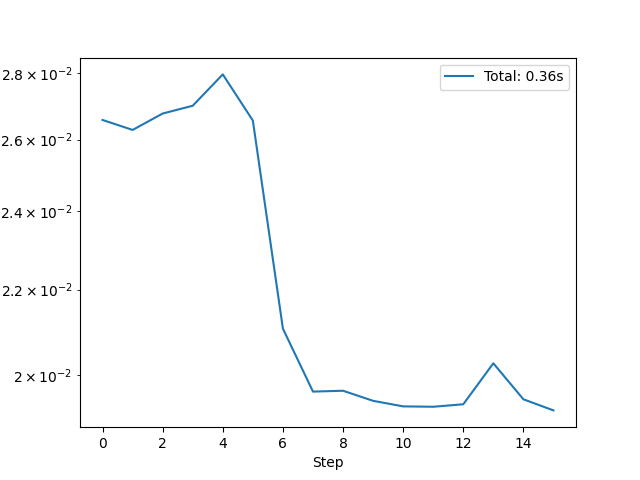 Total: 0.36s
2.8 × 10⁻²
2.6 × 10⁻²
2.4 × 10⁻²
2.2 × 10⁻²
2 × 10⁻²
0 2 4 6 8 10 12 14
Step